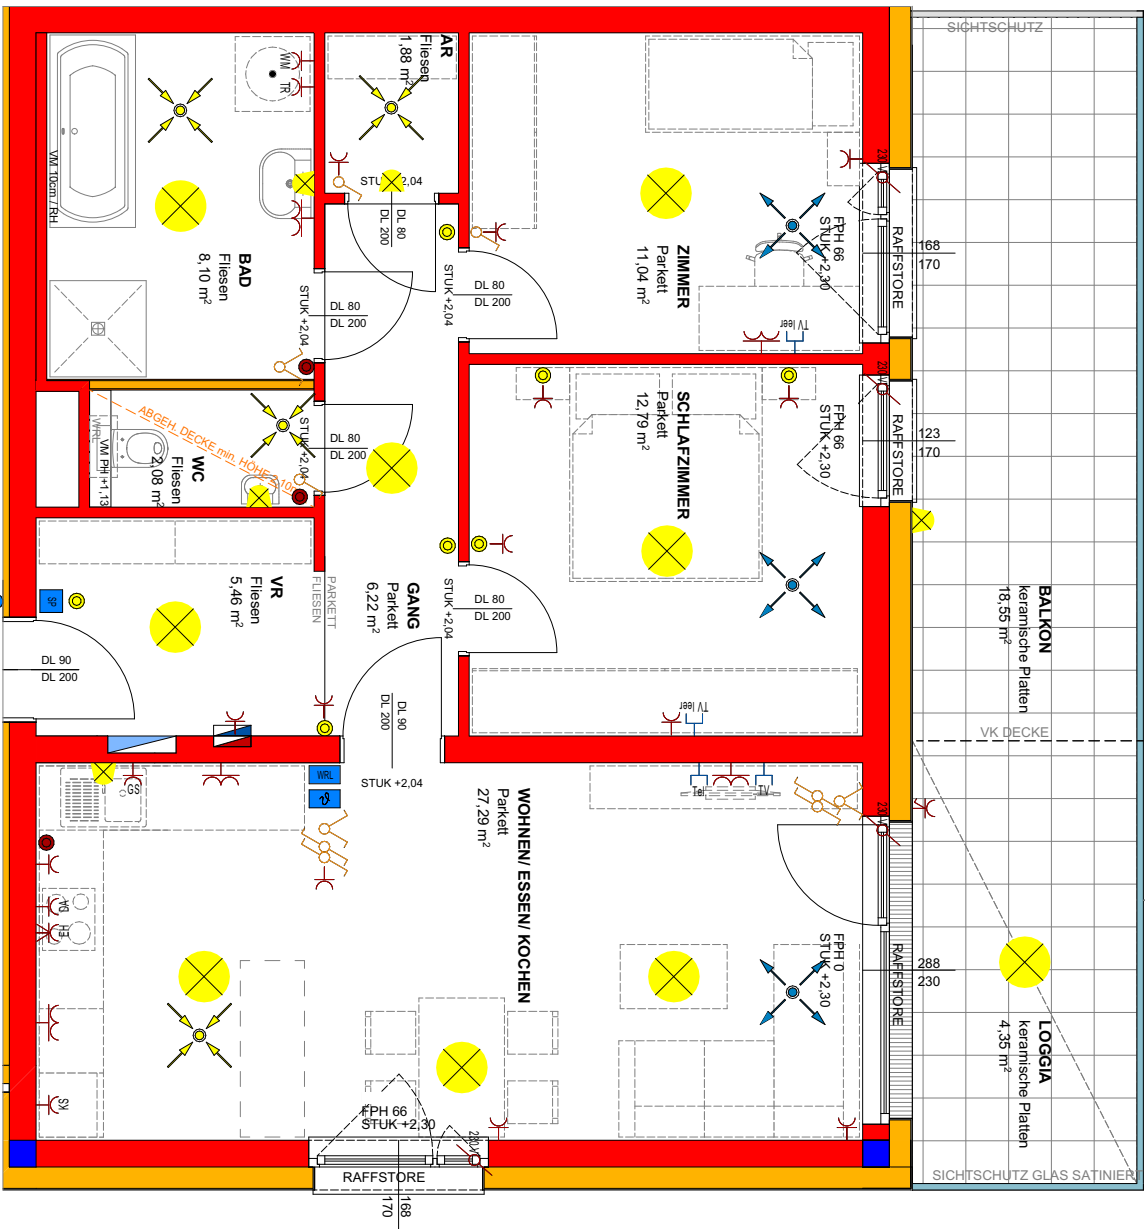 SICHTSCHUTZ
AR
Fliesen
1,88 m²
WM
TR
VM 10cm / RH
STUK +2,04
DL 80
DL 200
BAD
Fliesen
8,10 m²
STUK +2,04
DL 80
DL 200
STUK +2,04
DL 80
DL 200
ZIMMER
Parkett
11,04 m²
FPH 66
STUK +2,30
TV leer
RAFFSTORE
168
170
ABGEH. DECKE min. HÖHE
WRL
VM PH +1,13
WC
Fliesen
2,08 m²
STUK +2,04
DL 80
DL 200
SCHLAFZIMMER
Parkett
12,79 m²
FPH 66
STUK +2,30
RAFFSTORE
123
170
SP
VR
Fliesen
5,46 m²
PARKETT
FLIESEN
GANG
Parkett
6,22 m²
STUK +2,04
DL 80
DL 200
DL 90
DL 200
DL 90
DL 200
STUK +2,04
TV leer
BALKON
keramische Platten
18,55 m²
VK DECKE
GS
WRL
WOHNEN/ ESSEN/ KOCHEN
Parkett
27,29 m²
Tel
TV
DA
EH
KS
FPH 0
STUK +2,30
RAFFSTORE
288
230
LOGGIA
keramische Platten
4,35 m²
FPH 66
STUK +2,30
RAFFSTORE
168
170
SICHTSCHUTZ GLAS SATINIERT